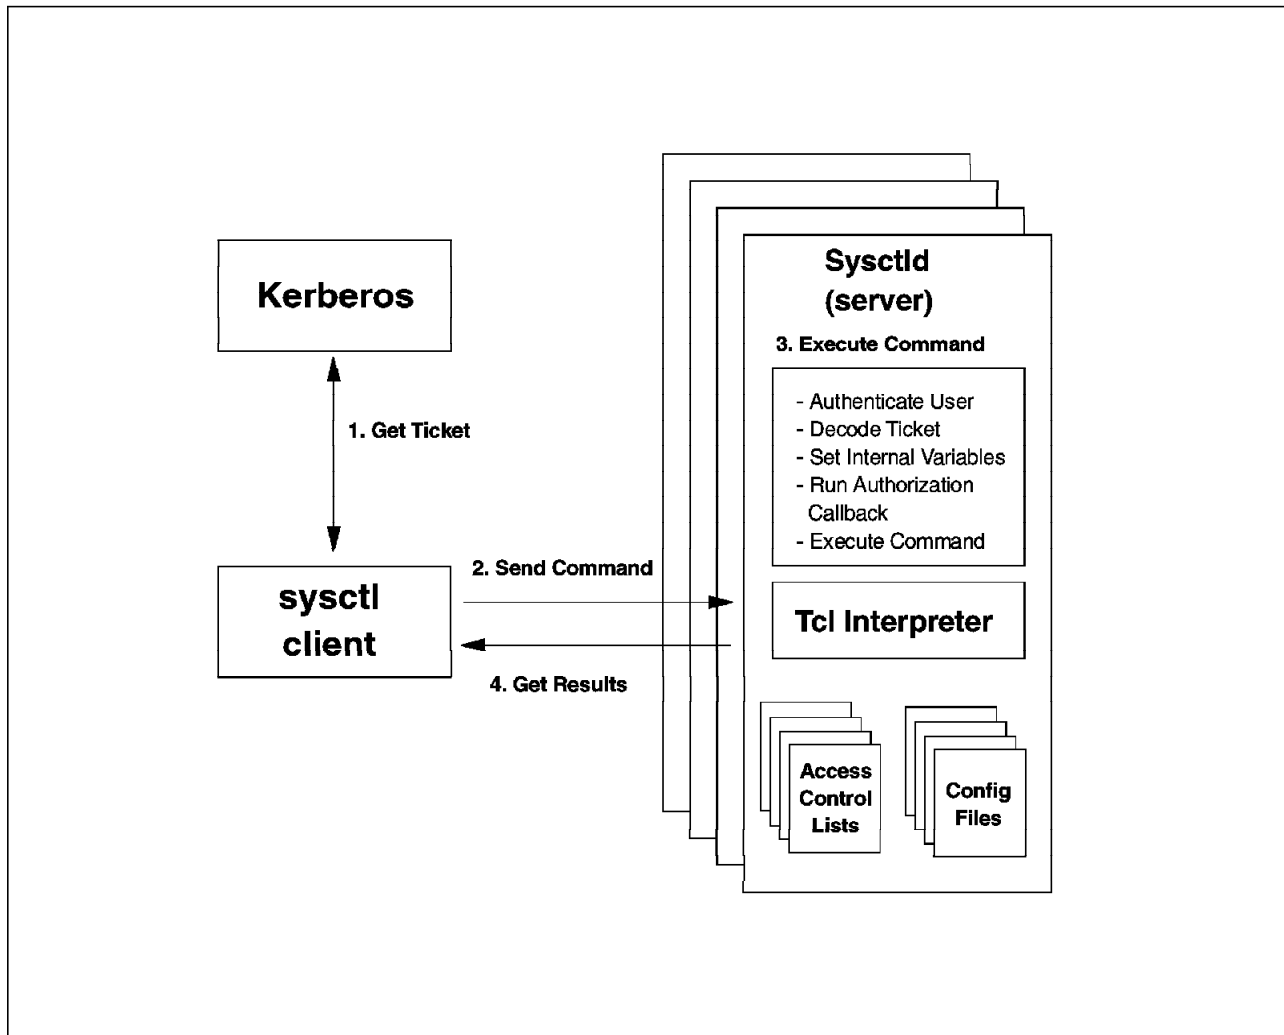 Kerberos
1. Get Ticket
sysctl
client
2. Send Command
4. Get Results
Sysctld
(server)
3. Execute Command
- Authenticate User
- Decode Ticket
- Set Internal Variables
- Run Authorization
Callback
- Execute Command
Tcl Interpreter
Access
Control
Lists
Config
Files